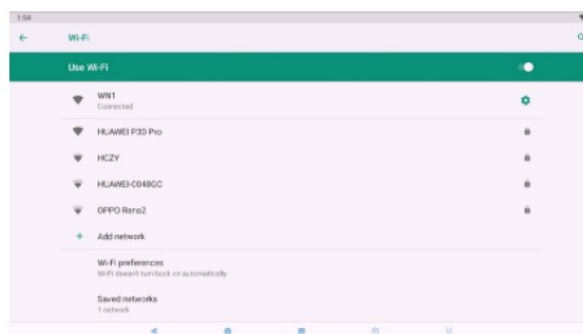 1:54
Wi-Fi
Use Wi-Fi
WN1
Connected
HUAWEI P30 Pro
HCZY
HUAWEI-C048GC
OPPO Reno2
Add network
Wi-Fi preferences
Wi-Fi doesn't turn back on automatically
Saved networks
1 network